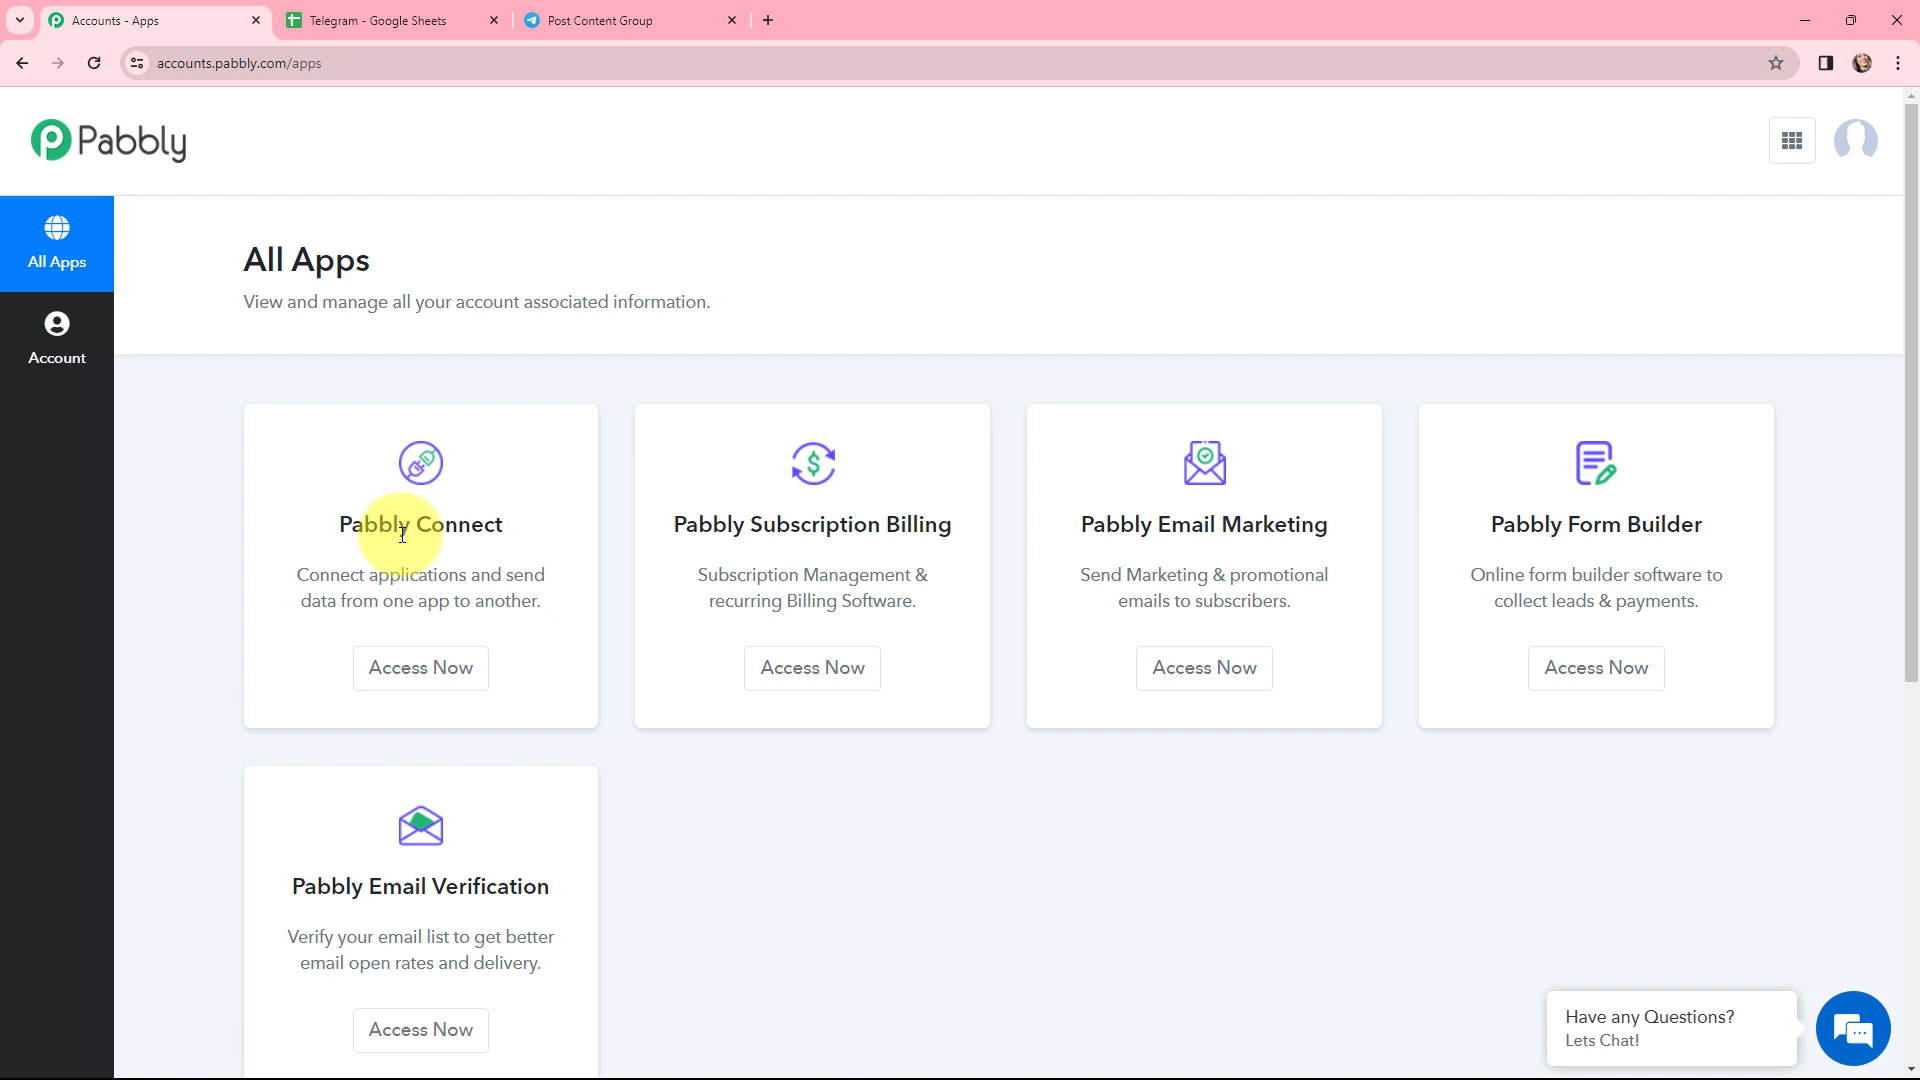 Accounts - Apps
Telegram - Google Sheets
Post Content Group
accounts.pabbly.com/apps
Pabbly
All Apps
Account
All Apps
View and manage all your account associated information.
Pabbly Connect
Connect applications and send
data from one app to another.
Access Now
Pabbly Subscription Billing
Subscription Management &
recurring Billing Software.
Access Now
Pabbly Email Marketing
Send Marketing & promotional
emails to subscribers.
Access Now
Pabbly Form Builder
Online form builder software to
collect leads & payments.
Access Now
Pabbly Email Verification
Verify your email list to get better
email open rates and delivery.
Access Now
Have any Questions?
Lets Chat!